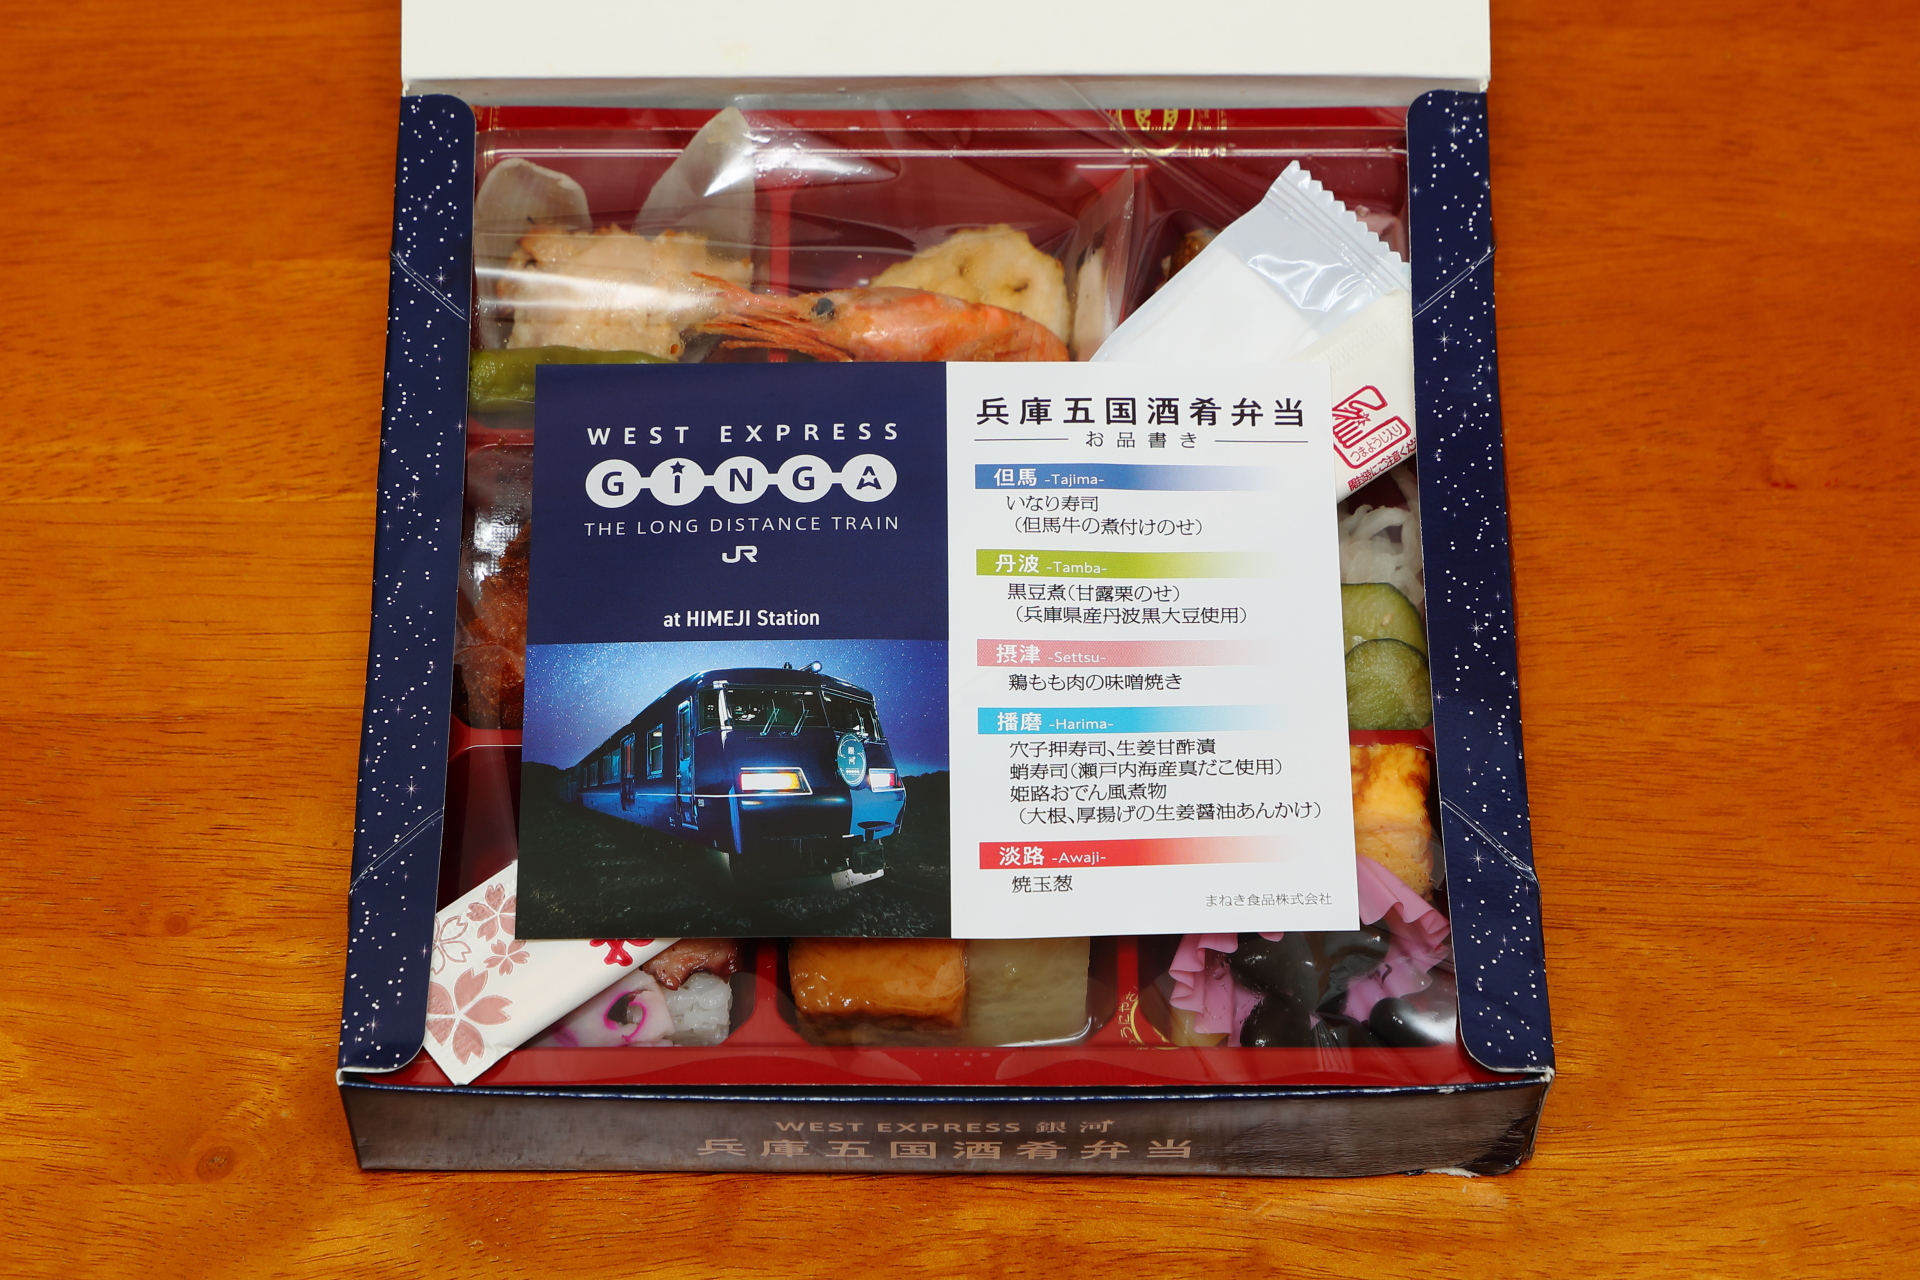 WEST EXPRESS
GINGA
THE LONG DISTANCE TRAIN
JR
at HIMEJI Station
兵庫五国酒肴弁当
お品書き
但馬 -Tajima-
いなり寿司
(但馬牛の煮付けのせ)
丹波 -Tamba-
黒豆煮(甘露栗のせ)
(兵庫県産丹波黒大豆使用)
摂津 -Settsu-
鶏もも肉の味噌焼き
播磨 -Harima-
穴子押寿司、生姜甘酢漬
蛸寿司(瀬戸内海産真だこ使用)
姫路おでん風煮物
(大根、厚揚げの生姜醤油あんかけ)
淡路 -Awaji-
焼玉葱
まねき食品株式会社
つまようじ入り
WEST EXPRESS 銀河
兵庫五国酒肴弁当